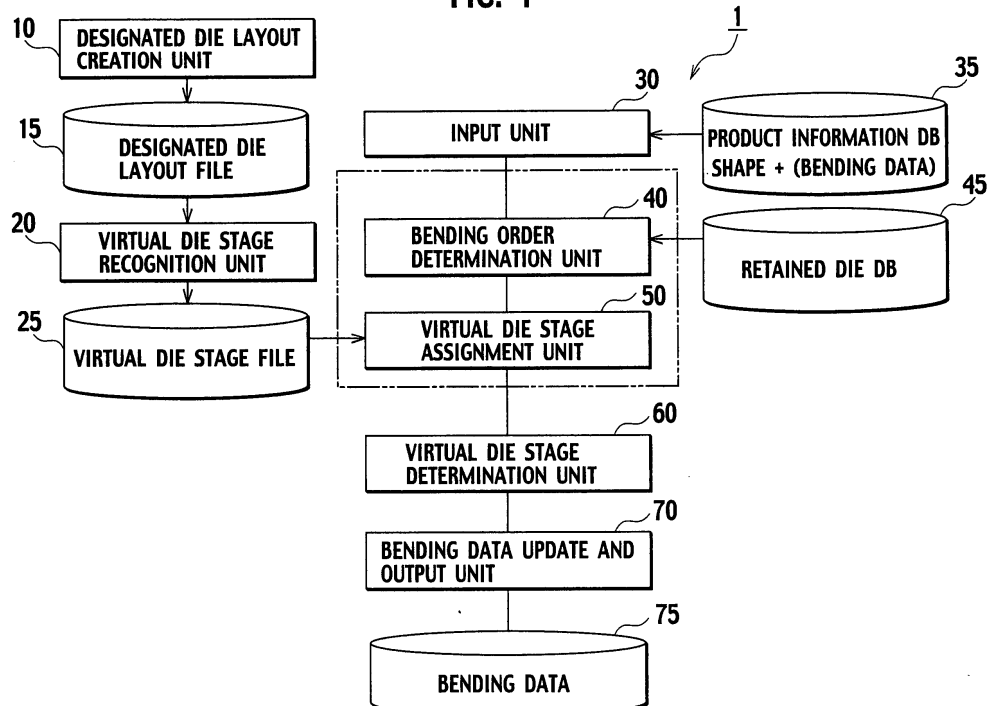 10
DESIGNATED DIE LAYOUT
CREATION UNIT
15
DESIGNATED DIE
LAYOUT FILE
20
VIRTUAL DIE STAGE
RECOGNITION UNIT
25
VIRTUAL DIE STAGE FILE
1
30
INPUT UNIT
35
PRODUCT INFORMATION DB
SHAPE + (BENDING DATA)
40
BENDING ORDER
DETERMINATION UNIT
45
RETAINED DIE DB
50
VIRTUAL DIE STAGE
ASSIGNMENT UNIT
60
VIRTUAL DIE STAGE
DETERMINATION UNIT
70
BENDING DATA UPDATE AND
OUTPUT UNIT
75
BENDING DATA